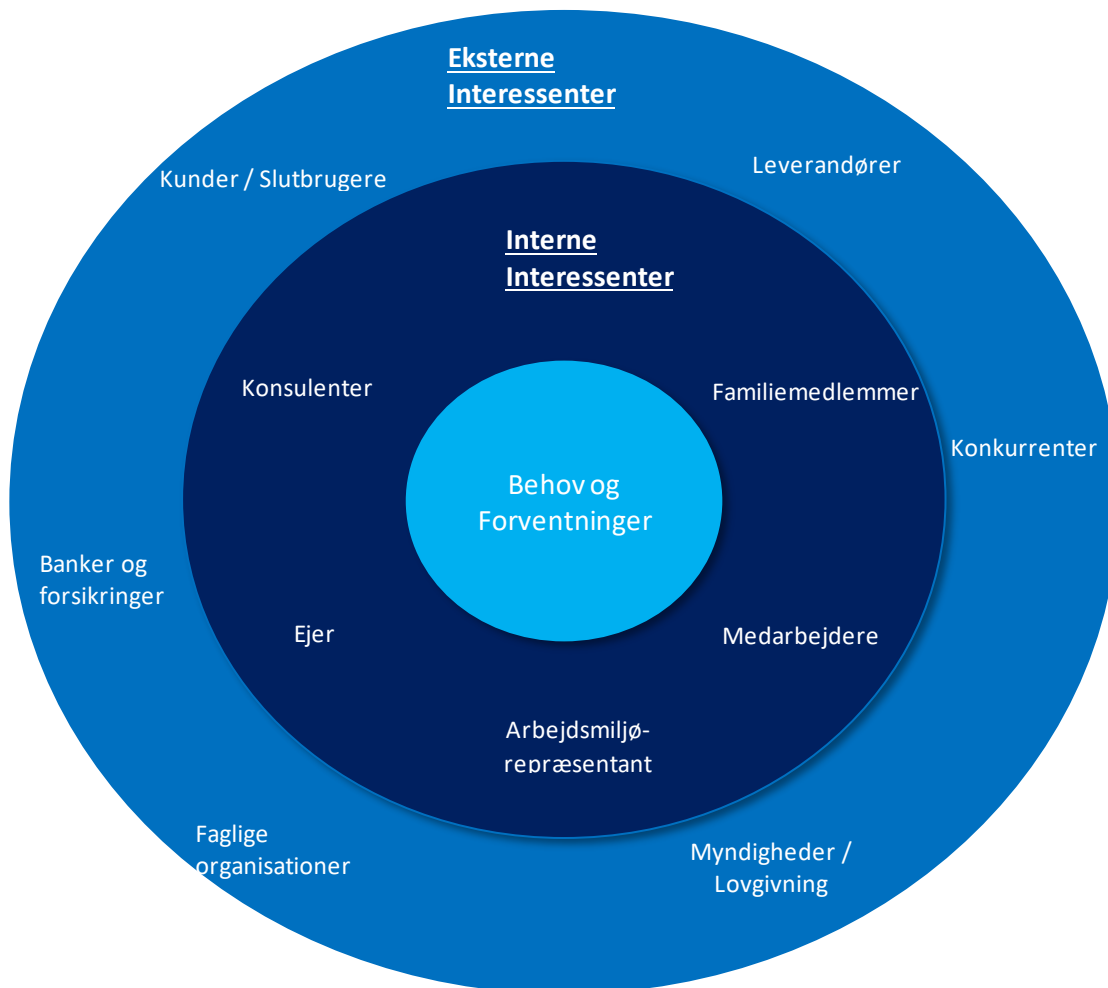 Eksterne
Interessenter
Kunder / Slutbrugere
Leverandører
Interne
Interessenter
Konsulenter
Familiemedlemmer
Konkurrenter
Behov og
Forventninger
Banker og
forsikringer
Ejer
Medarbejdere
Arbejdsmiljø-
repræsentant
Faglige
organisationer
Myndigheder /
Lovgivning